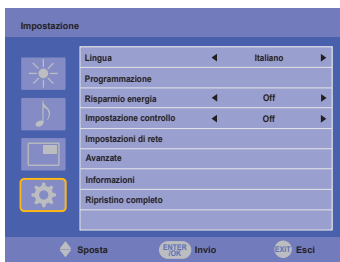 Impostazione
Lingua Italiano
Programmazione
Risparmio energia Off
Impostazione controllo Off
Impostazioni di rete
Avanzate
Informazioni
Ripristino completo
Sposta ENTER /OK Invio EXIT Esci